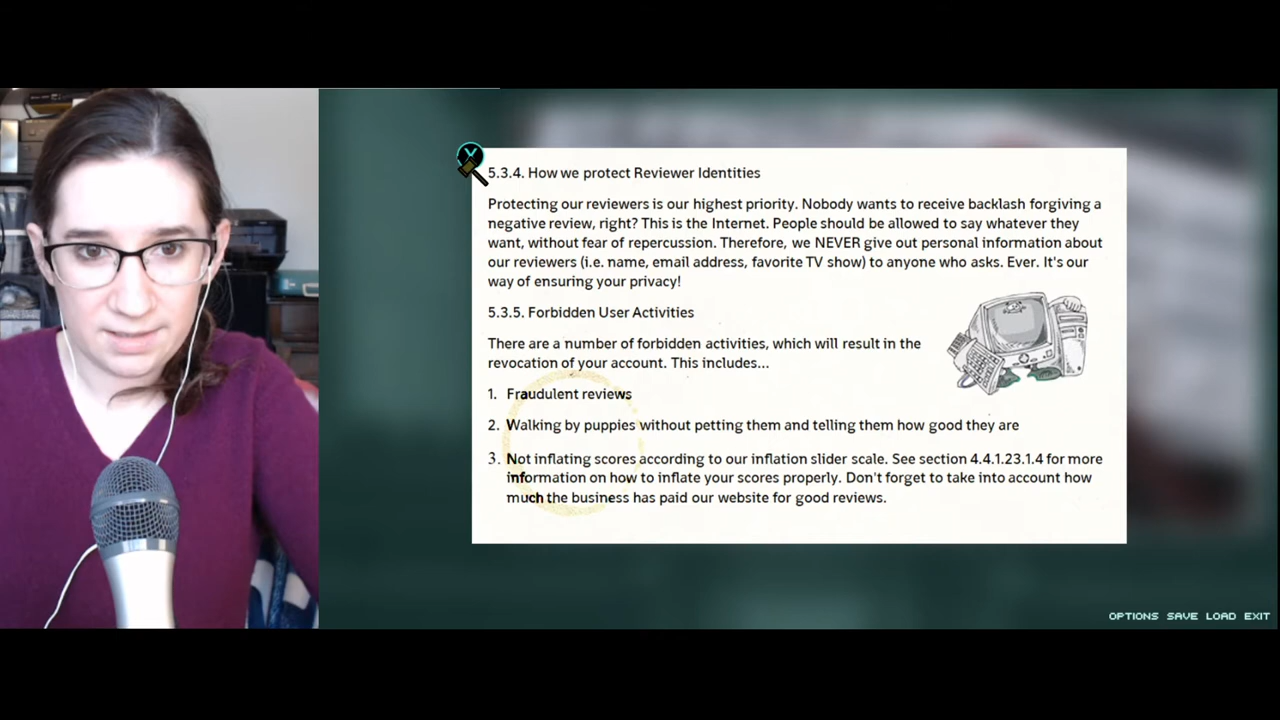 5.3.4. How we protect Reviewer Identities
Protecting our reviewers is our highest priority. Nobody wants to receive backlash forgiving a
negative review, right? This is the Internet. People should be allowed to say whatever they
want, without fear of repercussion. Therefore, we NEVER give out personal information about
our reviewers (i.e. name, email address, favorite TV show) to anyone who asks. Ever. It's our
way of ensuring your privacy!
5.3.5. Forbidden User Activities
There are a number of forbidden activities, which will result in the
revocation of your account. This includes...
1. Fraudulent reviews
2. Walking by puppies without petting them and telling them how good they are
3. Not inflating scores according to our inflation slider scale. See section 4.4.1.23.1.4 for more
information on how to inflate your scores properly. Don't forget to take into account how
much the business has paid our website for good reviews.
OPTIONS SAVE LOAD EXIT